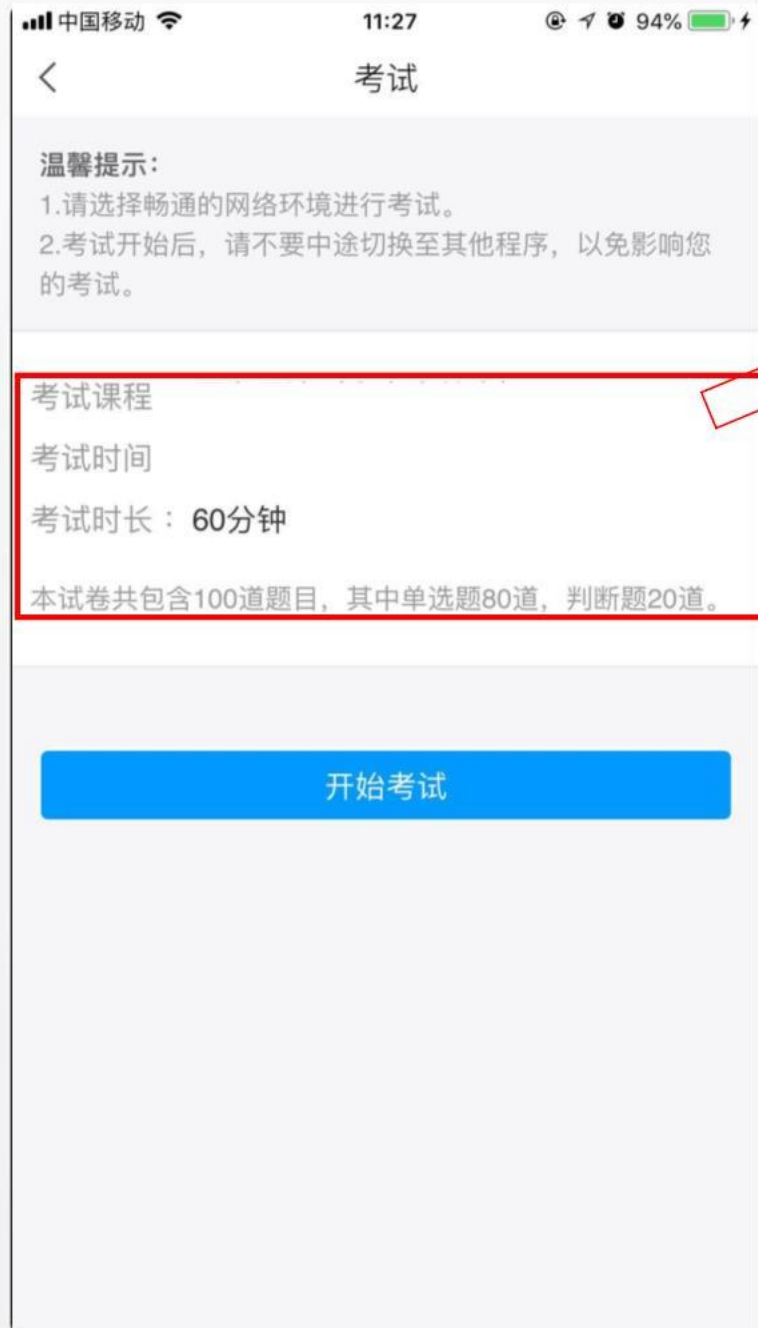 中国移动 11:27 94%
考试
温馨提示：
1.请选择畅通的网络环境进行考试。
2.考试开始后，请不要中途切换至其他程序，以免影响您
的考试。
考试课程
考试时间
考试时长：60分钟
本试卷共包含100道题目，其中单选题80道，判断题20道。
开始考试